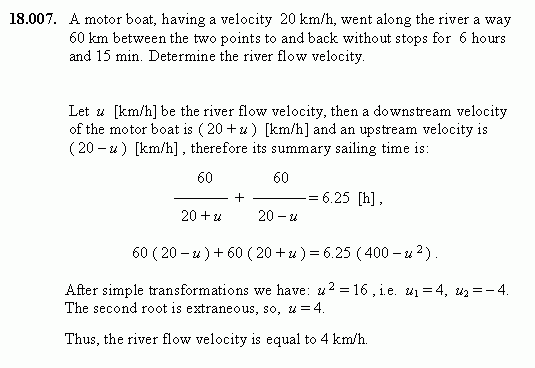 18.007. A motor boat, having a velocity 20 km/h, went along the river a way
60 km between the two points to and back without stops for 6 hours
and 15 min. Determine the river flow velocity.
Let u [km/h] be the river flow velocity, then a downstream velocity
of the motor boat is ( 20 + u ) [km/h] and an upstream velocity is
( 20 – u ) [km/h] , therefore its summary sailing time is:
60 60
+ = 6.25 [h] ,
20 + u 20 – u
60 ( 20 – u ) + 60 ( 20 + u ) = 6.25 ( 400 – u ² ) .
After simple transformations we have: u ² = 16 , i.e. u₁ = 4, u₂ = – 4.
The second root is extraneous, so, u = 4.
Thus, the river flow velocity is equal to 4 km/h.